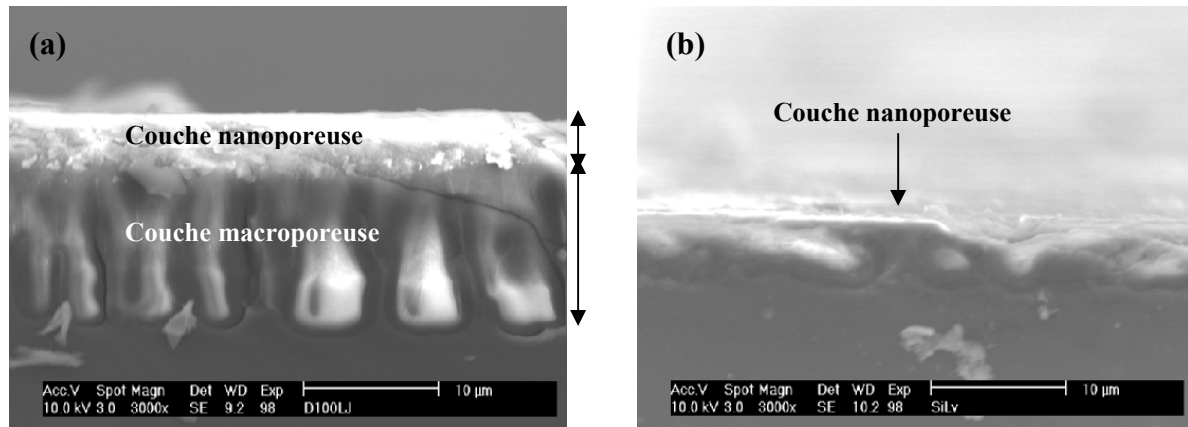 (a)
Couche nanoporeuse
Couche macroporeuse
Acc.V Spot Magn Det WD Exp 10 µm
10.0 kV 3.0 3000x SE 9.2 98 D100LJ
(b)
Couche nanoporeuse
Acc.V Spot Magn Det WD Exp 10 µm
10.0 kV 3.0 3000x SE 10.2 98 SiLv